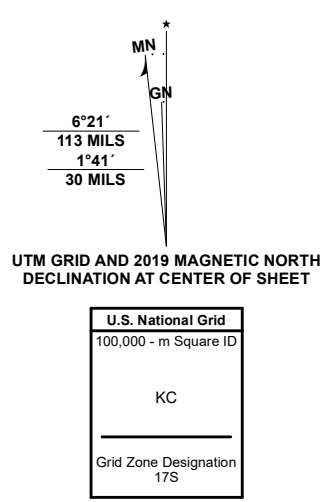 MN
GN
6°21´
113 MILS
1°41´
30 MILS
UTM GRID AND 2019 MAGNETIC NORTH
DECLINATION AT CENTER OF SHEET
U.S. National Grid
100,000 - m Square ID
KC
Grid Zone Designation
17S